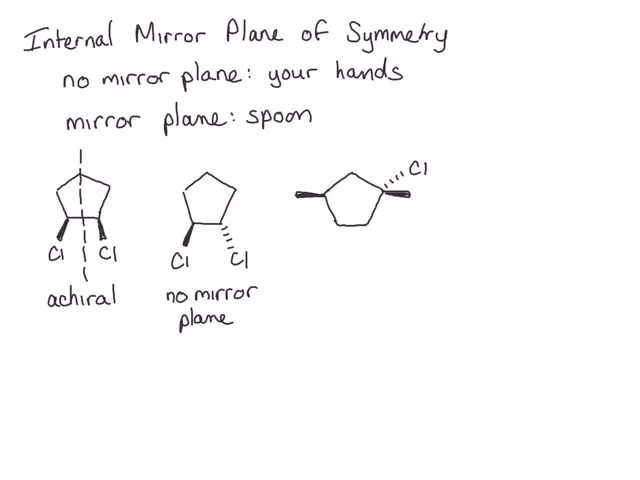 Internal Mirror Plane of Symmetry
no mirror plane: your hands
mirror plane: spoon
Cl
Cl Cl
Cl Cl
achiral
no mirror
plane